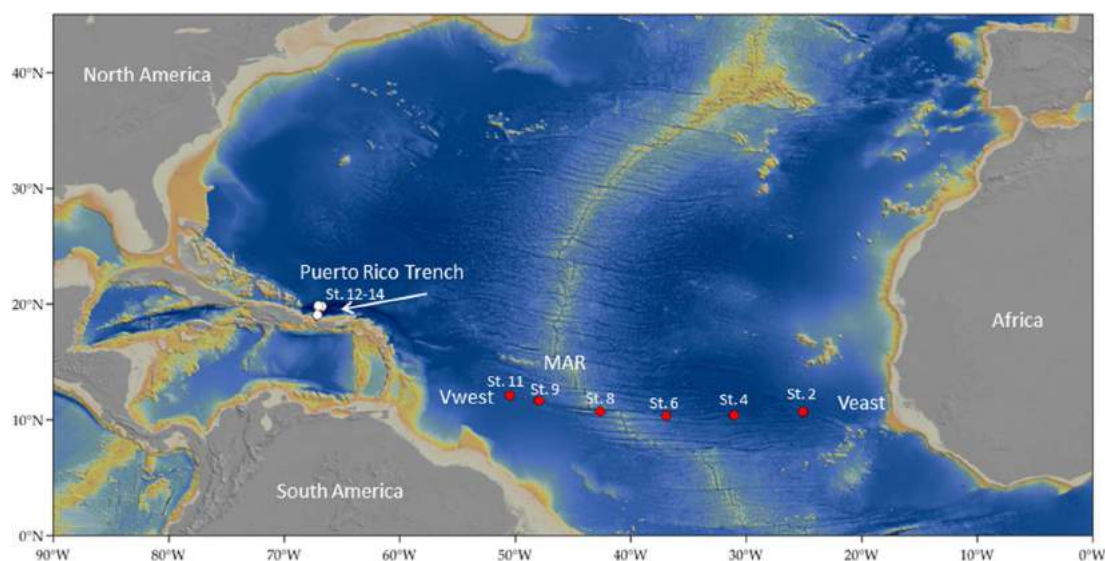 40°N
North America
30°N
Puerto Rico Trench
St. 12-14
20°N
Africa
MAR
St. 11
St. 9
St. 8
St. 6
St. 4
St. 2
Vwest
Veast
10°N
South America
0°N
90°W 80°W 70°W 60°W 50°W 40°W 30°W 20°W 10°W 0°W